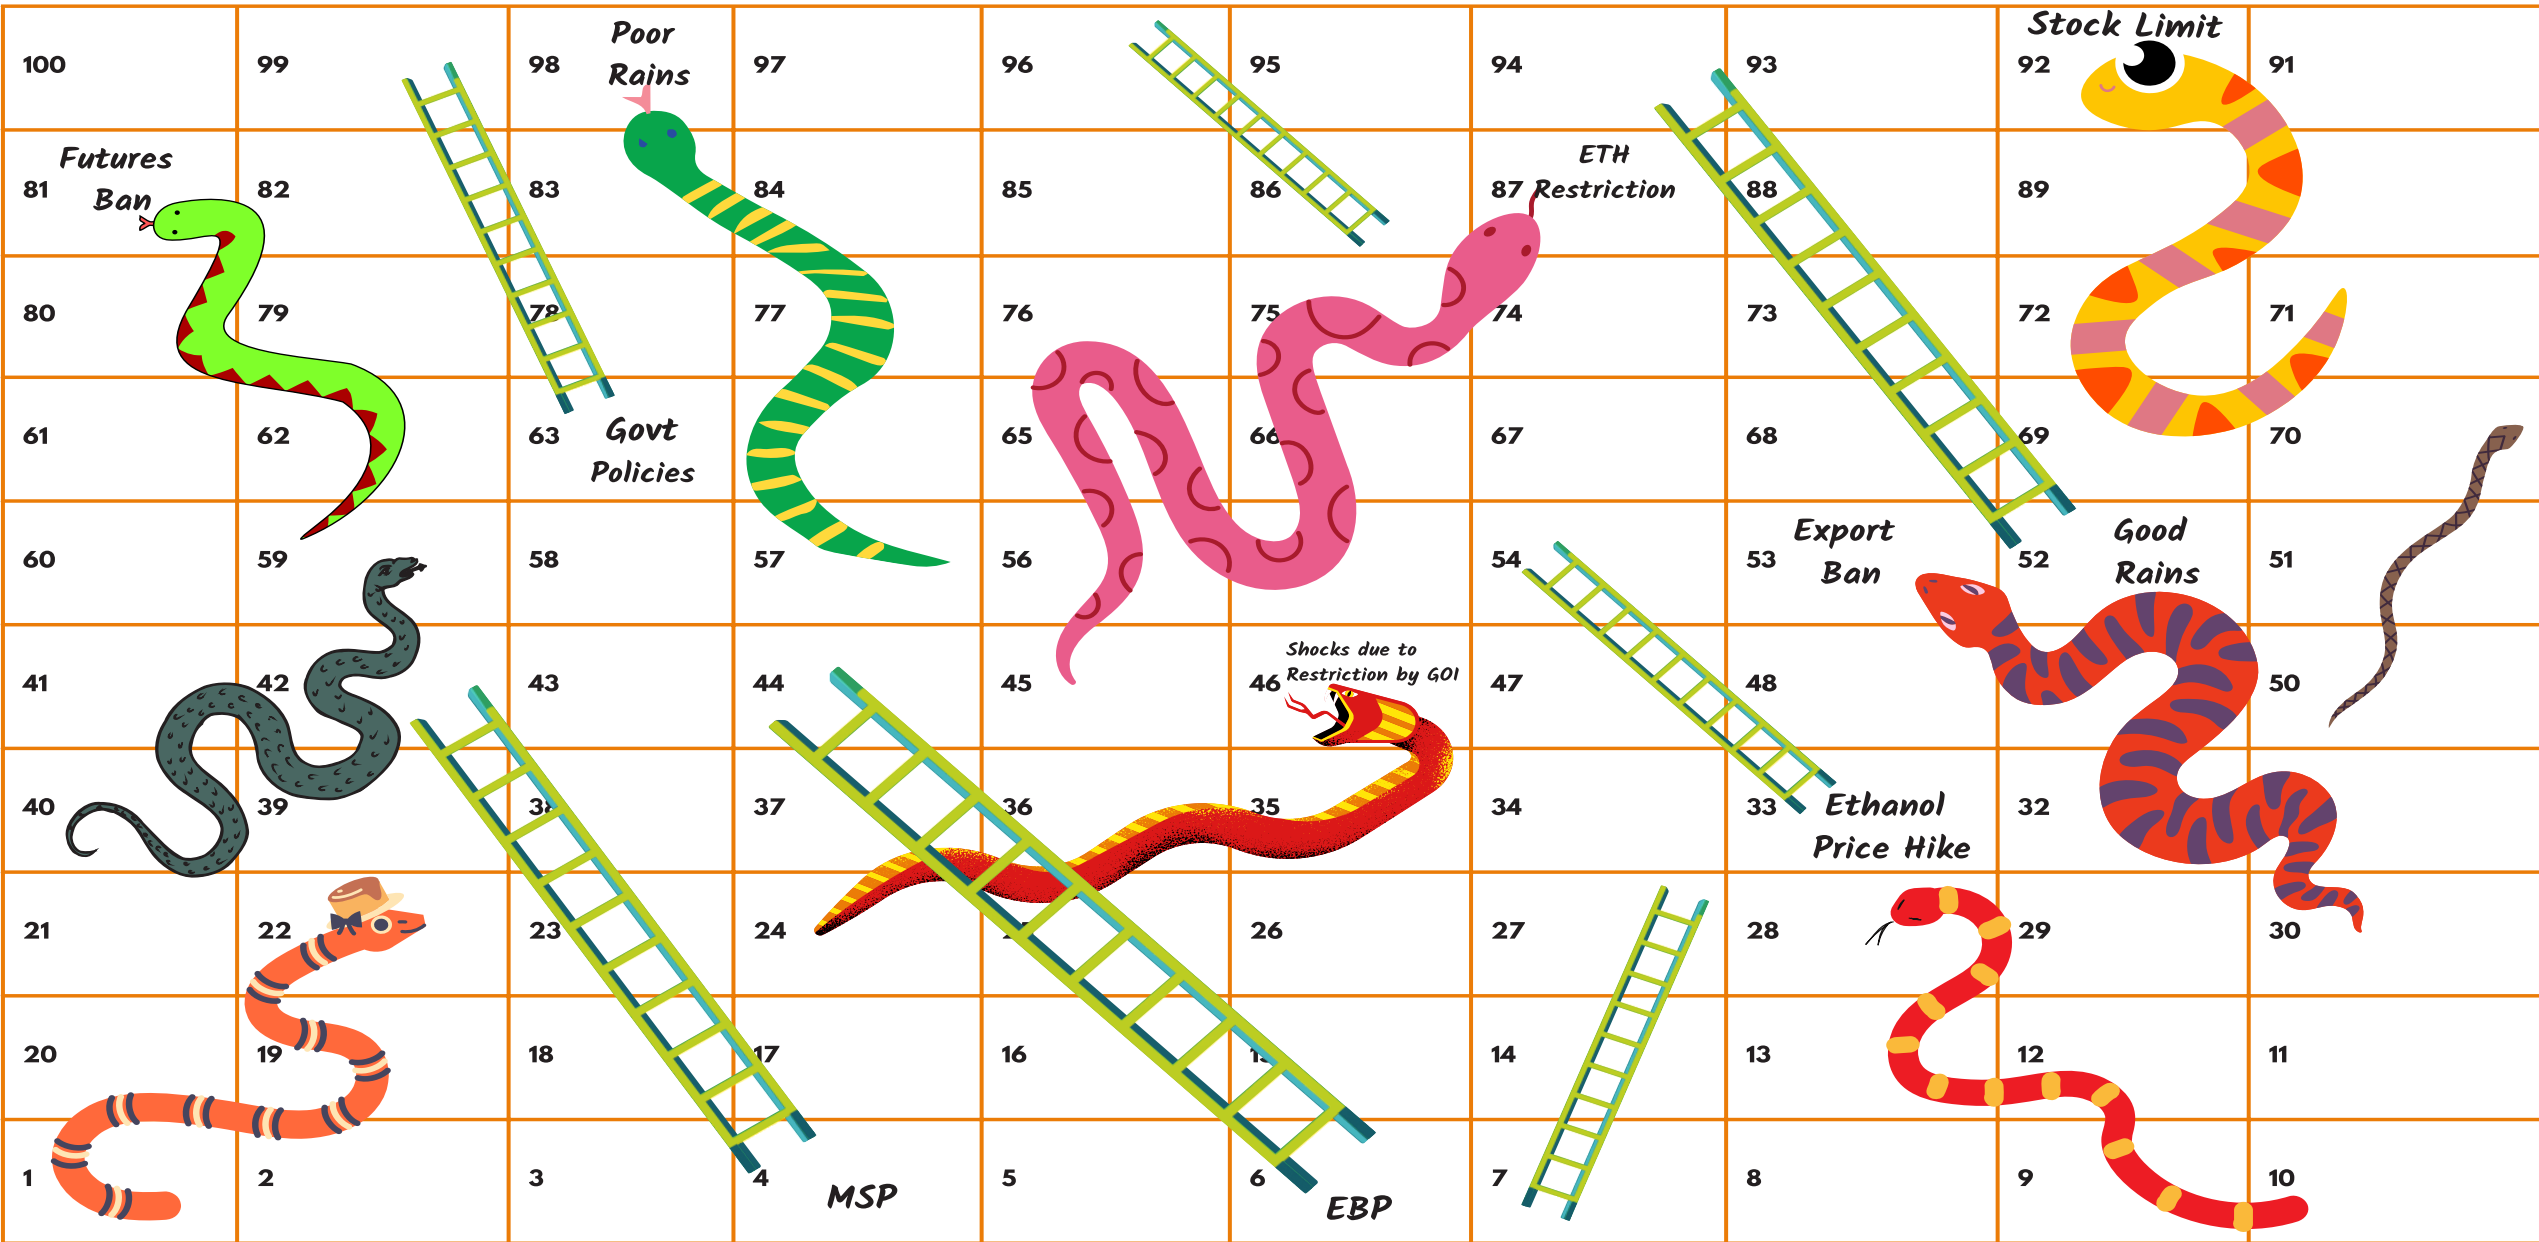 Stock Limit
Poor
Rains
100 99 98 97 96 95 94 93 92 91
Futures
Ban
ETH
Restriction
81 82 83 84 85 86 87 88 89
80 79 78 77 76 75 74 73 72 71
Govt
Policies
61 62 63 65 66 67 68 69 70
Export
Ban
Good
Rains
60 59 58 57 56 54 53 52 51
Shocks due to
Restriction by GOI
41 42 43 44 45 46 47 48 50
40 39 38 37 36 35 34 33 32
Ethanol
Price Hike
21 22 23 24 26 27 28 29 30
20 19 18 17 16 15 14 13 12 11
1 2 3 4 5 6 7 8 9 10
MSP
EBP